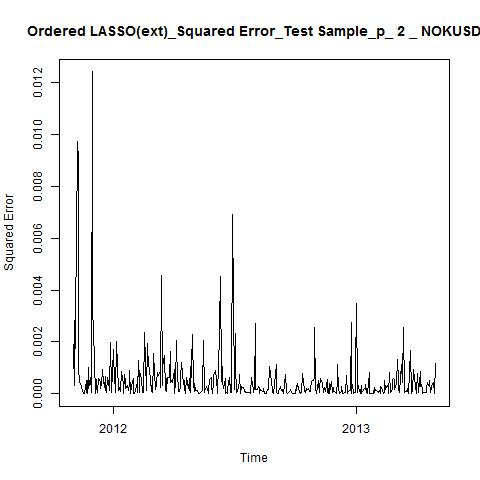 Ordered LASSO(ext)_Squared Error_Test Sample_p_ 2 _ NOKUSD
Squared Error
0.012
0.010
0.008
0.006
0.004
0.002
0.000
2012 2013
Time